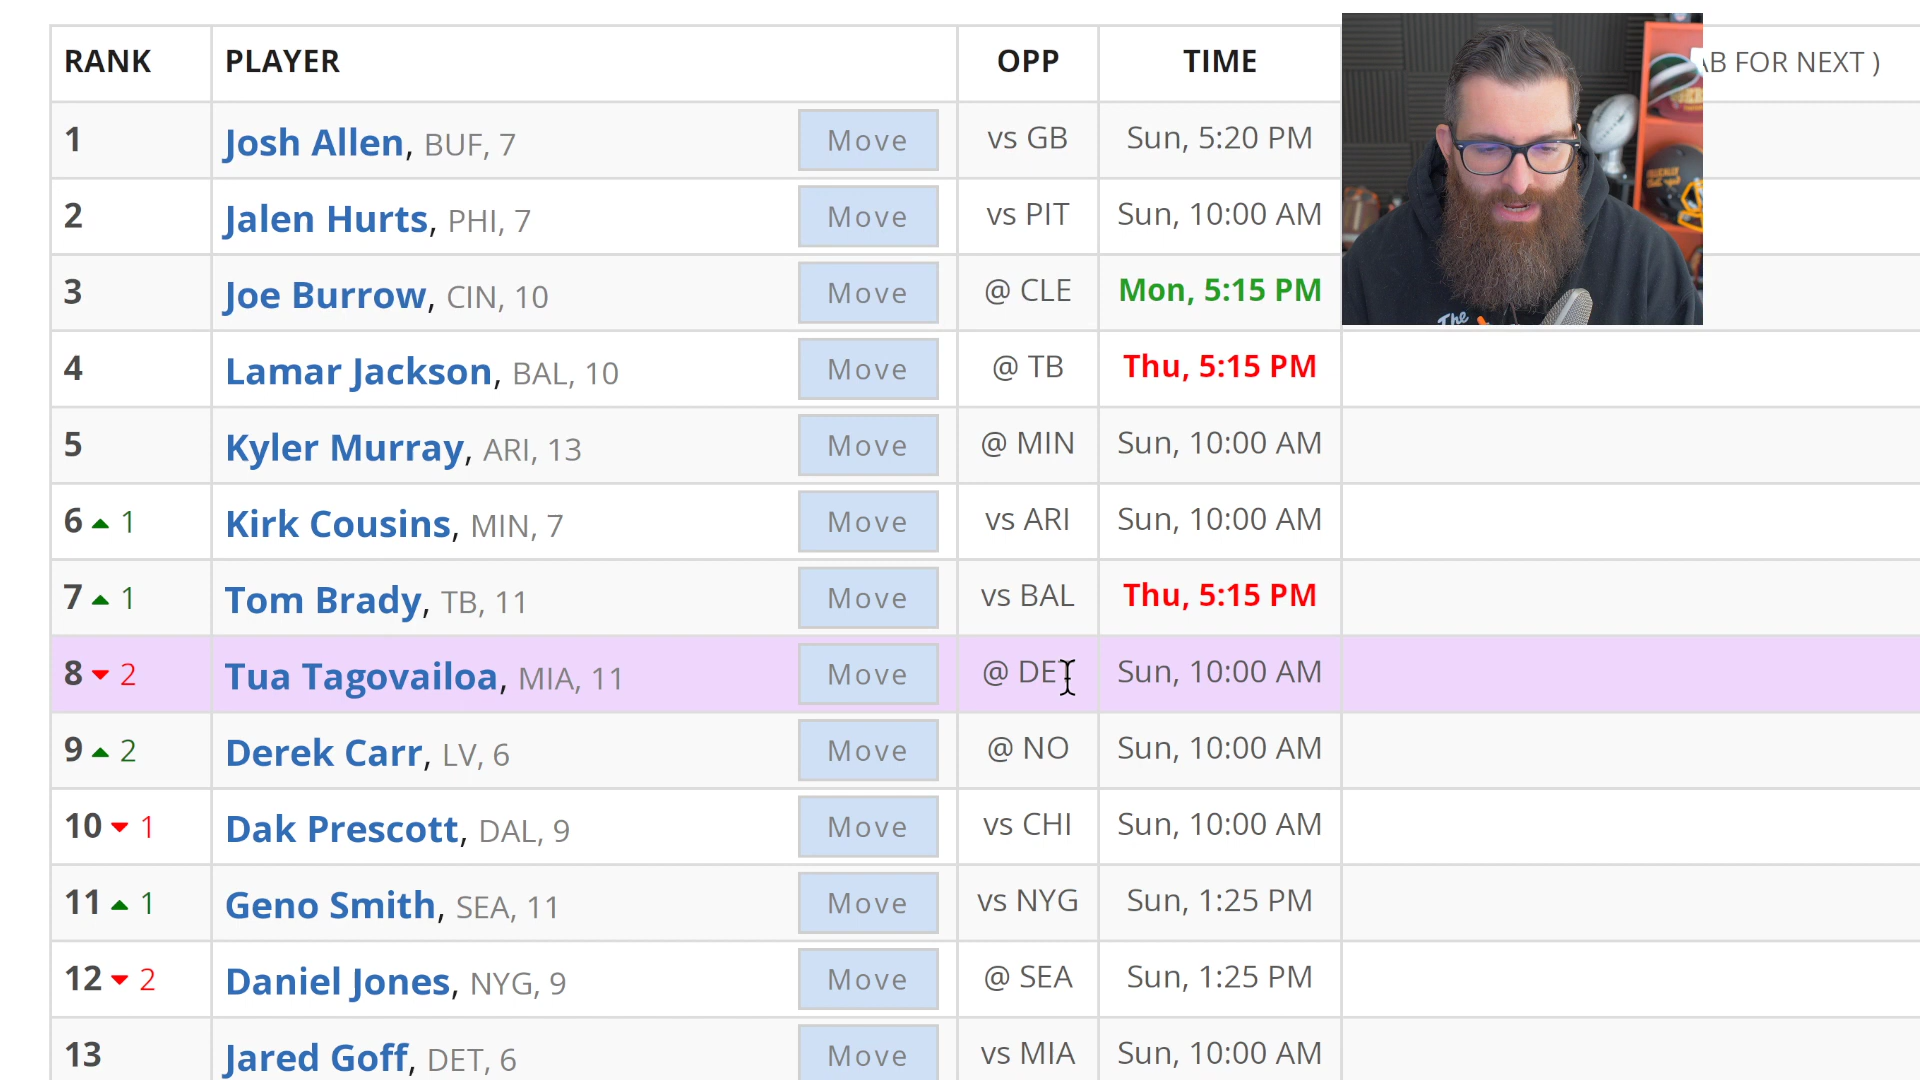 RANK PLAYER OPP TIME AB FOR NEXT )
1 Josh Allen, BUF, 7 Move vs GB Sun, 5:20 PM
2 Jalen Hurts, PHI, 7 Move vs PIT Sun, 10:00 AM
3 Joe Burrow, CIN, 10 Move @ CLE Mon, 5:15 PM
The
4 Lamar Jackson, BAL, 10 Move @ TB Thu, 5:15 PM
5 Kyler Murray, ARI, 13 Move @ MIN Sun, 10:00 AM
6 ▲ 1 Kirk Cousins, MIN, 7 Move vs ARI Sun, 10:00 AM
7 ▲ 1 Tom Brady, TB, 11 Move vs BAL Thu, 5:15 PM
8 ▼ 2 Tua Tagovailoa, MIA, 11 Move @ DET Sun, 10:00 AM
9 ▲ 2 Derek Carr, LV, 6 Move @ NO Sun, 10:00 AM
10 ▼ 1 Dak Prescott, DAL, 9 Move vs CHI Sun, 10:00 AM
11 ▲ 1 Geno Smith, SEA, 11 Move vs NYG Sun, 1:25 PM
12 ▼ 2 Daniel Jones, NYG, 9 Move @ SEA Sun, 1:25 PM
13 Jared Goff, DET, 6 Move vs MIA Sun, 10:00 AM